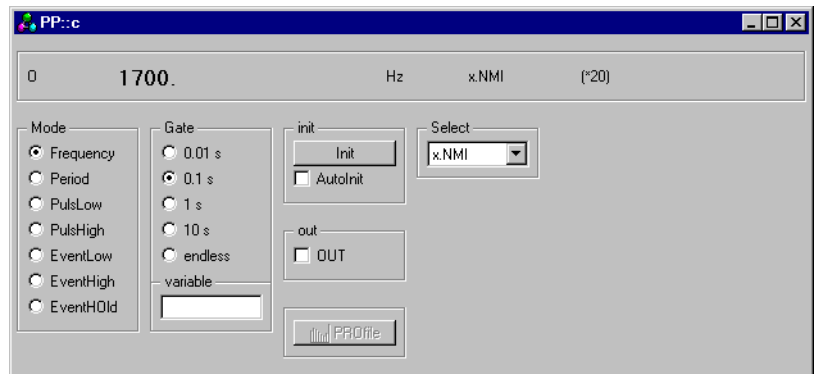 PP::c
O 1700. Hz x.NMI (*20)
Mode
Frequency
Period
PulsLow
PulsHigh
EventLow
EventHigh
EventHOld
Gate
0.01 s
0.1 s
1 s
10 s
endless
variable
init
Init
AutoInit
out
OUT
PROfile
Select
x.NMI